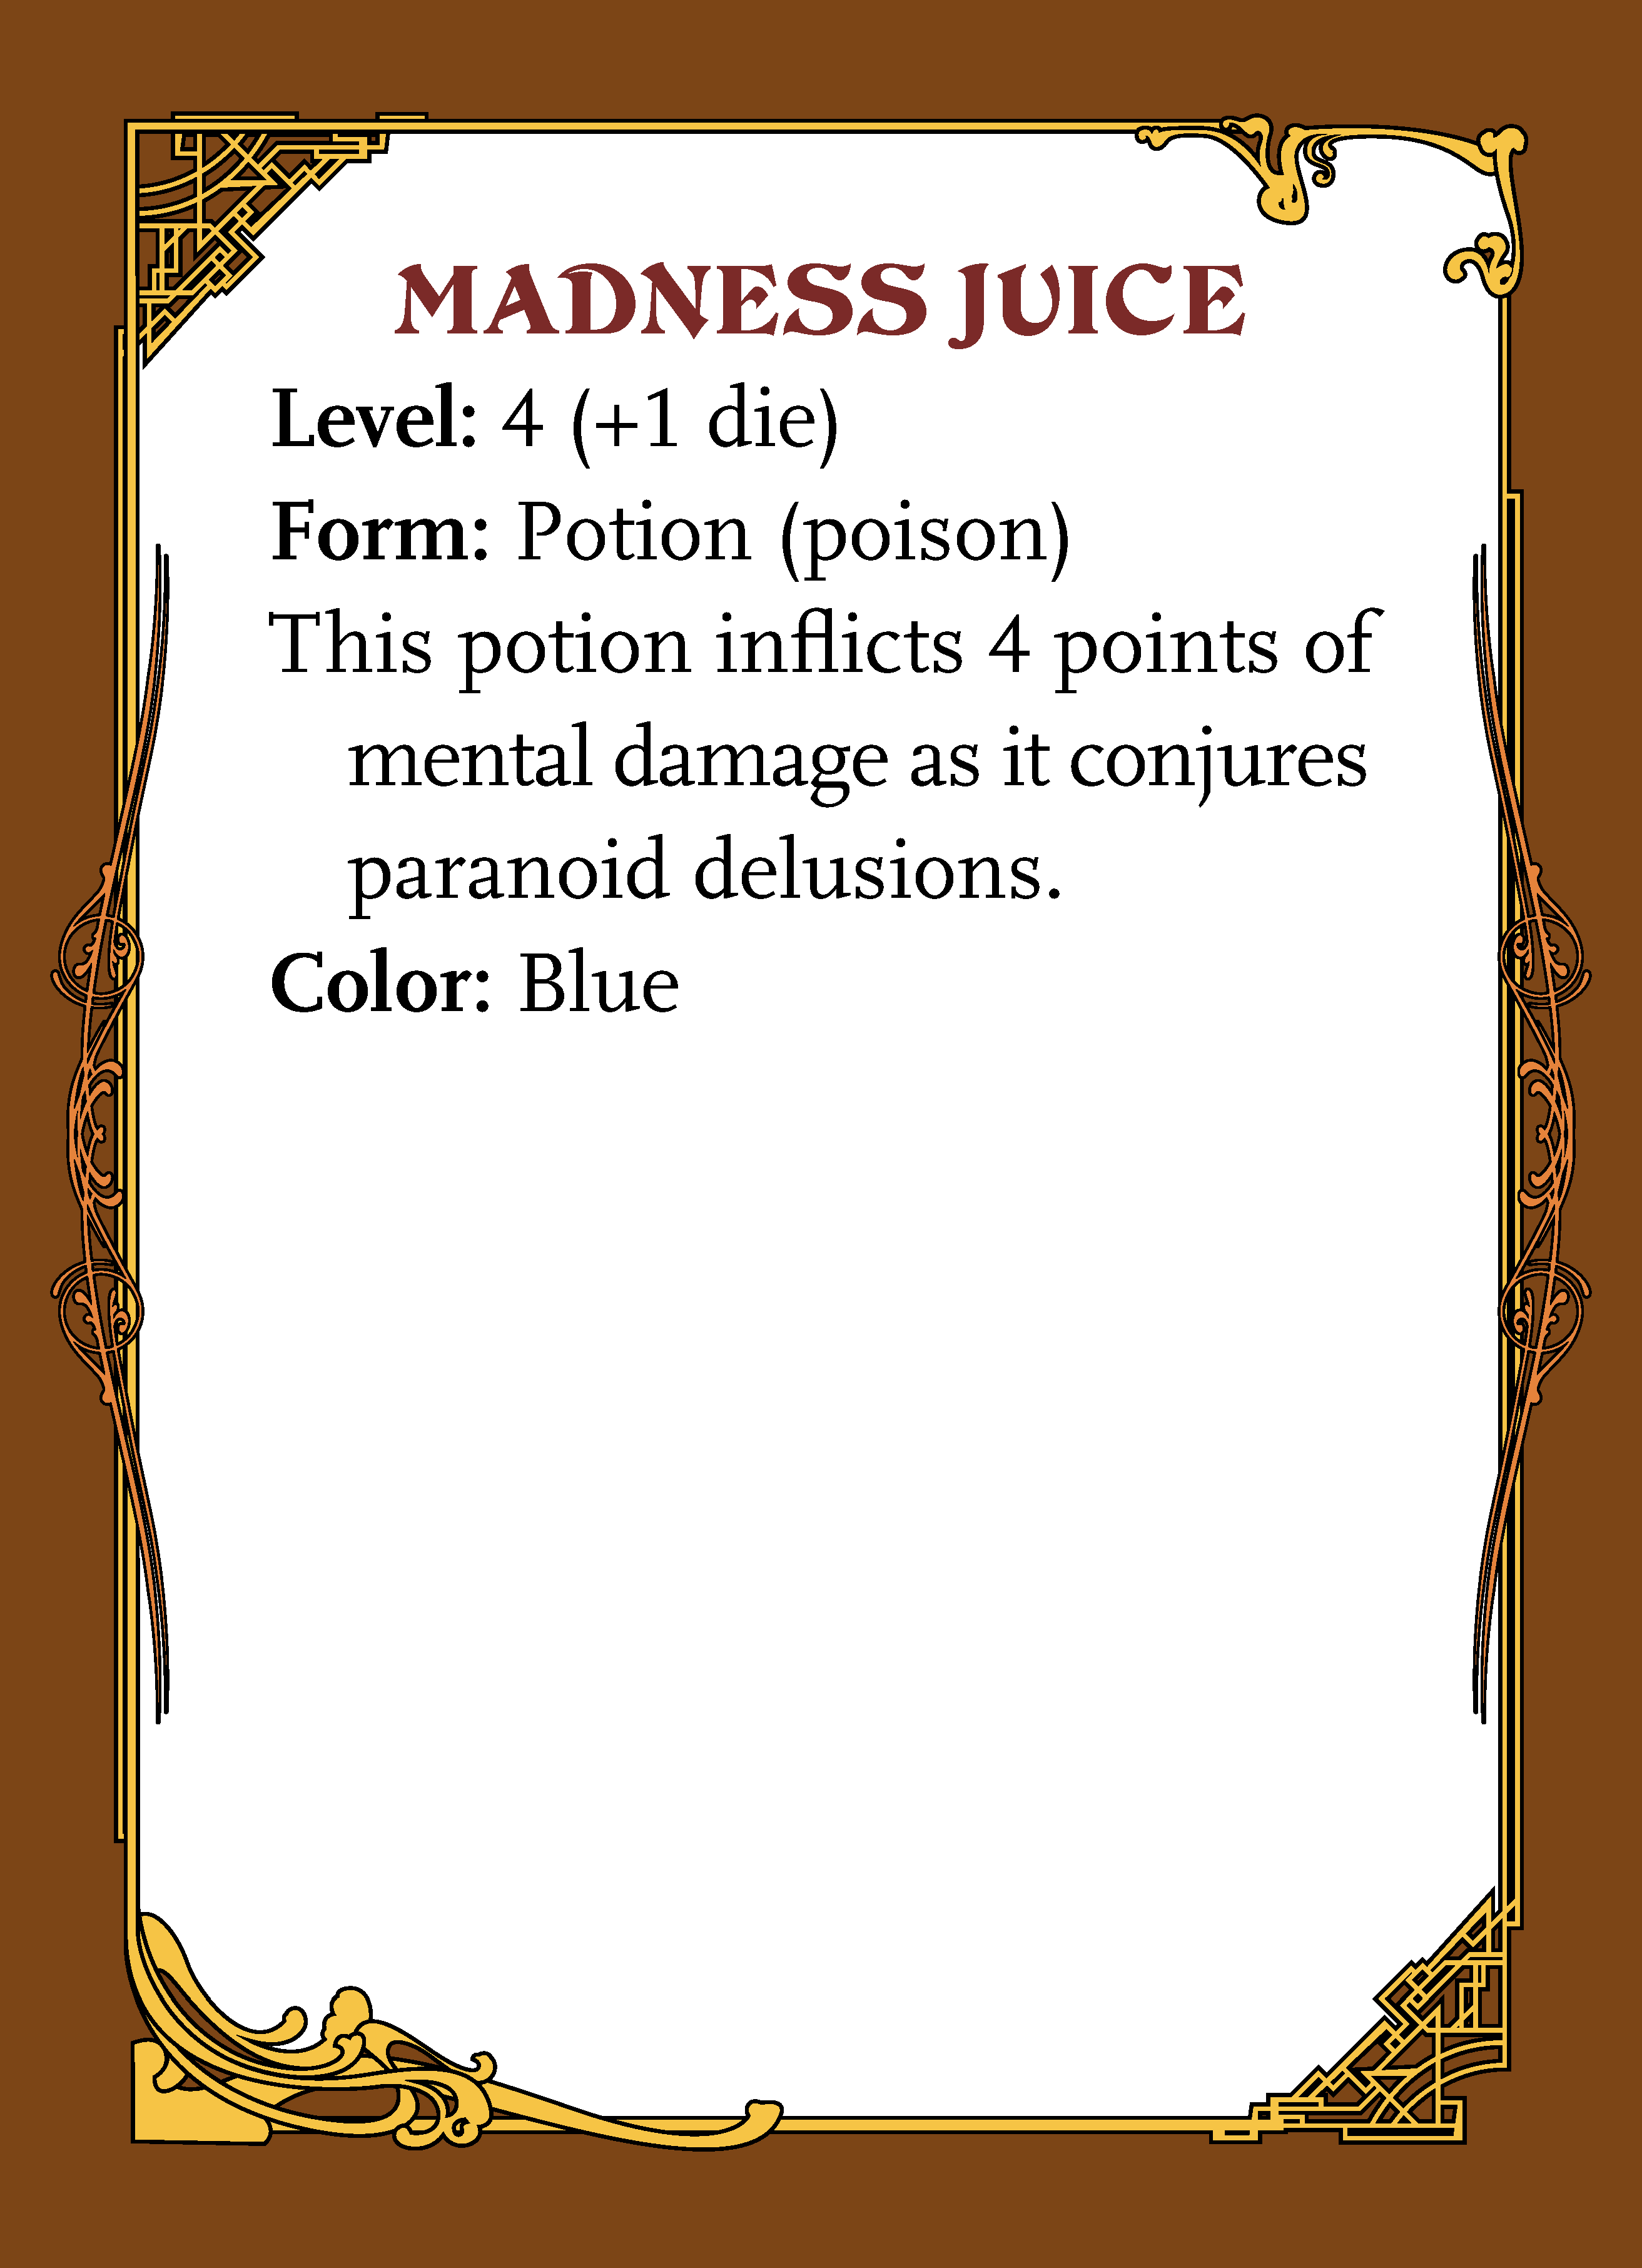 MADNESS JUICE
Level: 4 (+1 die)
Form: Potion (poison)
This potion inflicts 4 points of
mental damage as it conjures
paranoid delusions.
Color: Blue